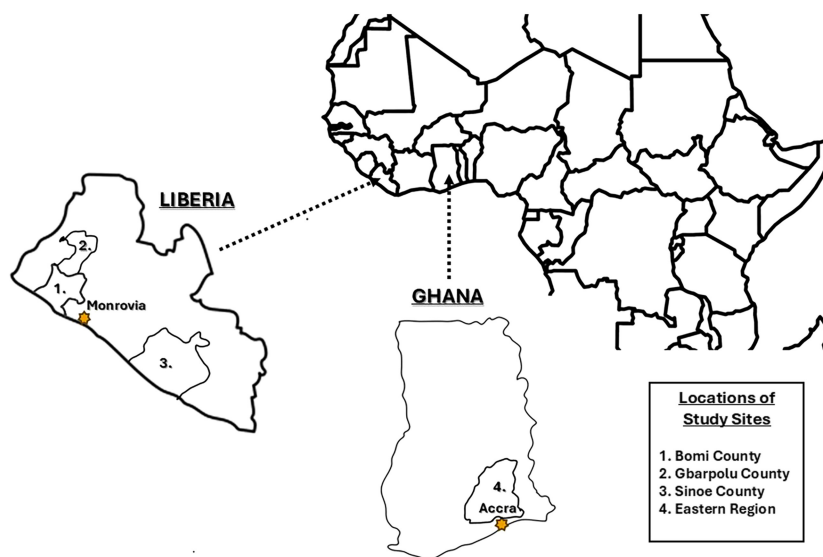 LIBERIA
2.
1.
Monrovia
3.
GHANA
4.
Accra
Locations of
Study Sites
1. Bomi County
2. Gbarpolu County
3. Sinoe County
4. Eastern Region